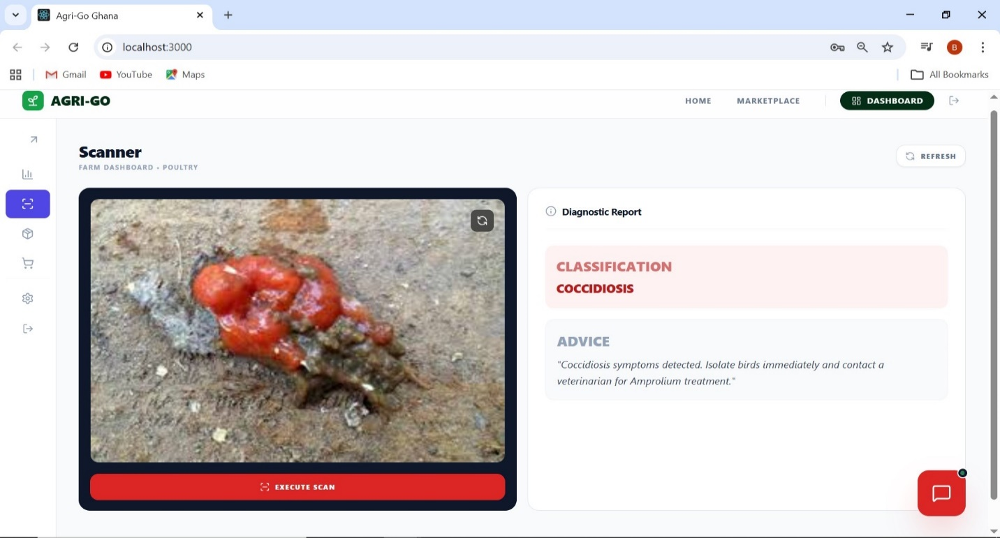 Agri-Go Ghana
localhost:3000
B
Gmail
YouTube
Maps
All Bookmarks
AGRI-GO
HOME
MARKETPLACE
DASHBOARD
Scanner
FARM DASHBOARD • POULTRY
REFRESH
EXECUTE SCAN
Diagnostic Report
CLASSIFICATION
COCCIDIOSIS
ADVICE
"Coccidiosis symptoms detected. Isolate birds immediately and contact a
veterinarian for Amprolium treatment."